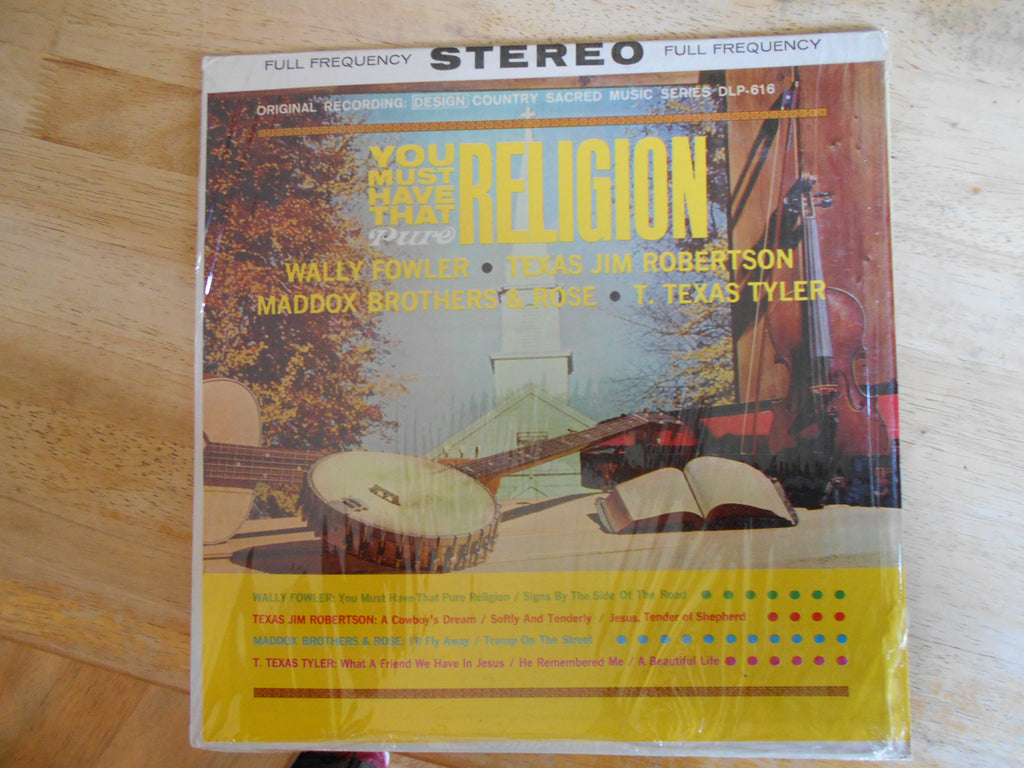 FULL FREQUENCY STEREO FULL FREQUENCY
ORIGINAL RECORDING: DESIGN COUNTRY SACRED MUSIC SERIES DLP-616
YOU
MUST
HAVE
THAT
Pure
RELIGION
WALLY FOWLER • TEXAS JIM ROBERTSON
MADDOX BROTHERS & ROSE • T. TEXAS TYLER
WALLY FOWLER: You Must Have That Pure Religion / Signs By The Side Of The Road
TEXAS JIM ROBERTSON: A Cowboy's Dream / Softly And Tenderly / Jesus, Tender of Shepherd
MADDOX BROTHERS & ROSE: I'll Fly Away / Tramp On The Street
T. TEXAS TYLER: What A Friend We Have In Jesus / He Remembered Me / A Beautiful Life